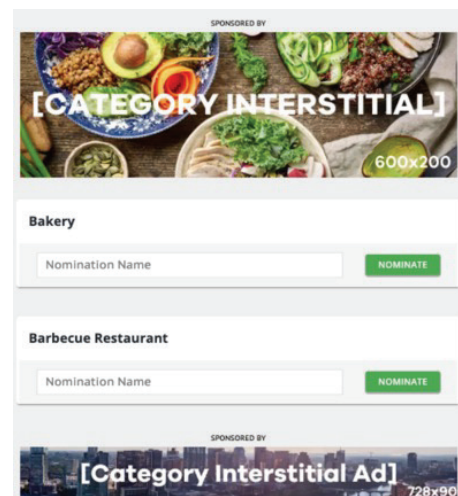 SPONSORED BY
[CATEGORY INTERSTITIAL]
600x200
Bakery
Nomination Name
NOMINATE
Barbecue Restaurant
Nomination Name
NOMINATE
SPONSORED BY
[Category Interstitial Ad]
728x90